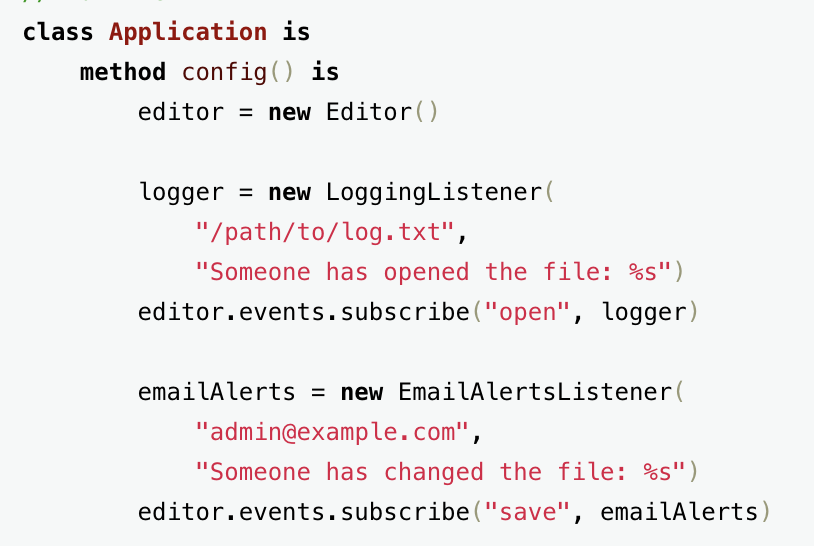 class Application is
    method config() is
        editor = new Editor()

        logger = new LoggingListener(
            "/path/to/log.txt",
            "Someone has opened the file: %s")
        editor.events.subscribe("open", logger)

        emailAlerts = new EmailAlertsListener(
            "admin@example.com",
            "Someone has changed the file: %s")
        editor.events.subscribe("save", emailAlerts)